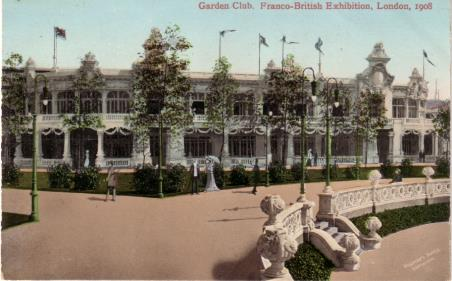 Garden Club. Franco-British Exhibition, London, 1908